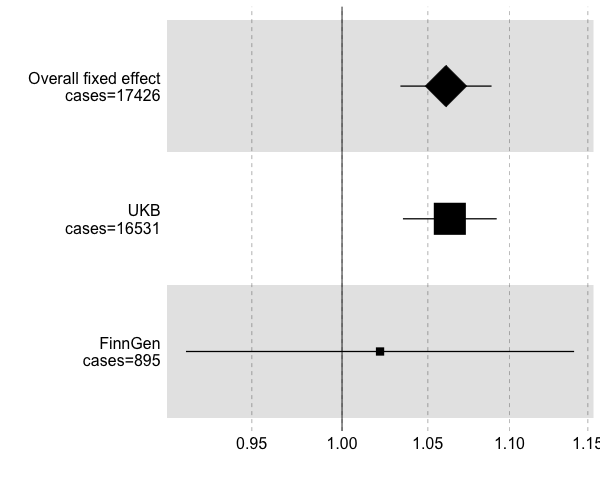 Overall fixed effect
cases=17426
UKB
cases=16531
FinnGen
cases=895
0.95 1.00 1.05 1.10 1.15